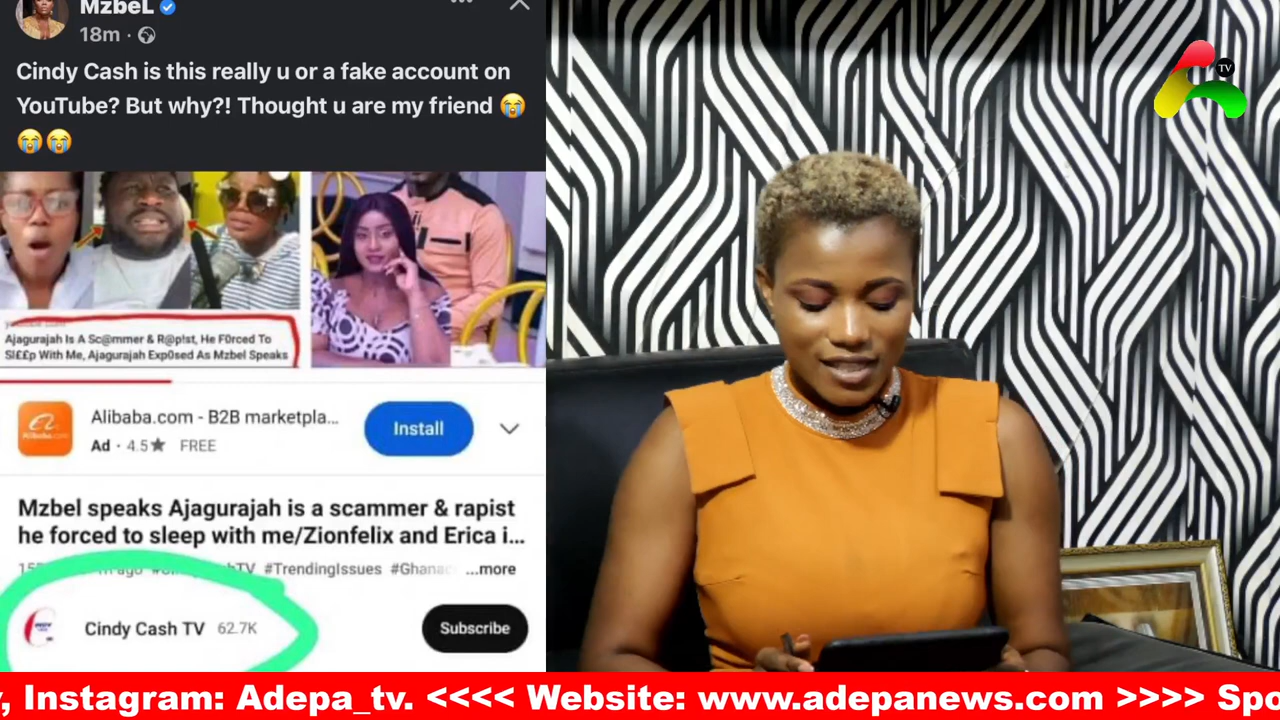 MzbeL
18m ·
Cindy Cash is this really u or a fake account on
YouTube? But why?! Thought u are my friend 😭
😭😭
Ajagurajah Is A Sc@mmer & R@p!st, He F0rced To
Sl££p With Me, Ajagurajah Exp0sed As Mzbel Speaks
Alibaba.com - B2B marketpla...
Ad · 4.5★ FREE
Install
Mzbel speaks Ajagurajah is a scammer & rapist
he forced to sleep with me/Zionfelix and Erica i...
ago #TrendingIssues ...more
Cindy Cash TV 62.7K
Subscribe
TV
, Instagram: Adepa_tv. <<<< Website: www.adepanews.com >>>> Spo